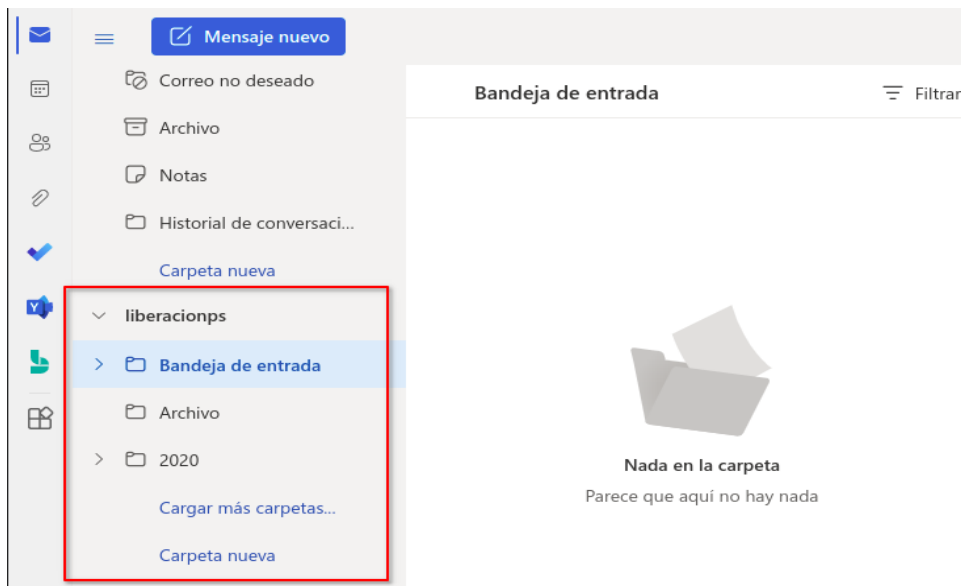 Mensaje nuevo
Correo no deseado
Archivo
Notas
Historial de conversaci...
Carpeta nueva
liberacionps
Bandeja de entrada
Archivo
2020
Cargar más carpetas...
Carpeta nueva
Bandeja de entrada
Filtrar
Nada en la carpeta
Parece que aquí no hay nada